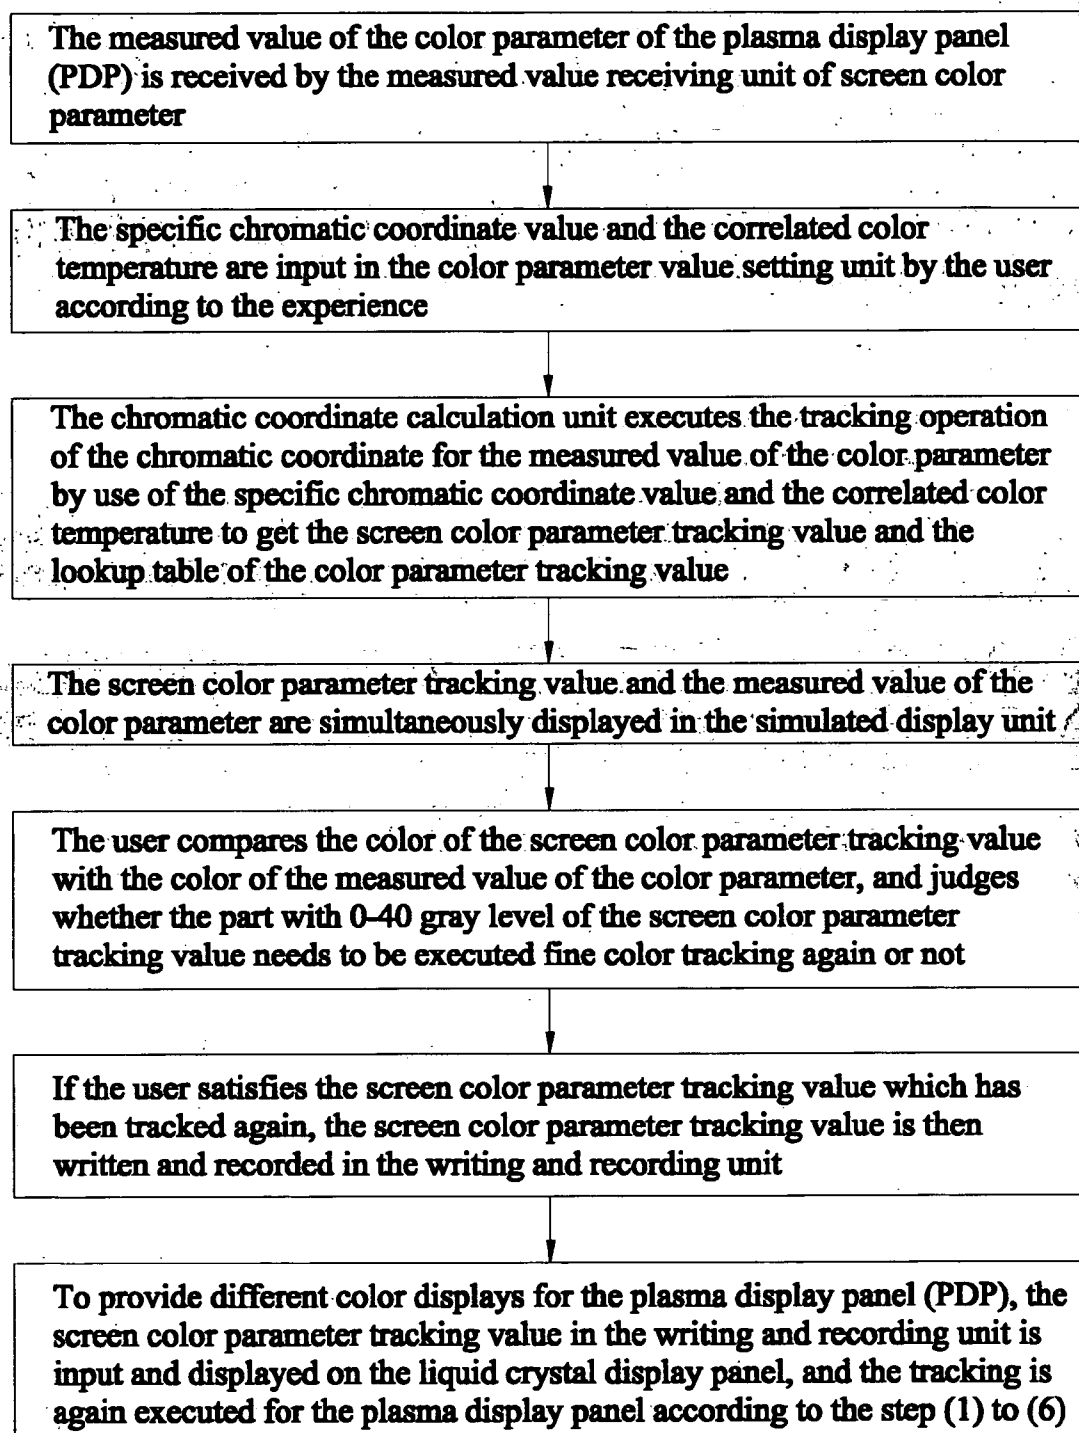 The measured value of the color parameter of the plasma display panel
(PDP) is received by the measured value receiving unit of screen color
parameter
The specific chromatic coordinate value and the correlated color
temperature are input in the color parameter value setting unit by the user
according to the experience
The chromatic coordinate calculation unit executes the tracking operation
of the chromatic coordinate for the measured value of the color parameter
by use of the specific chromatic coordinate value and the correlated color
temperature to get the screen color parameter tracking value and the
lookup table of the color parameter tracking value
The screen color parameter tracking value and the measured value of the
color parameter are simultaneously displayed in the simulated display unit
The user compares the color of the screen color parameter tracking value
with the color of the measured value of the color parameter, and judges
whether the part with 0-40 gray level of the screen color parameter
tracking value needs to be executed fine color tracking again or not
If the user satisfies the screen color parameter tracking value which has
been tracked again, the screen color parameter tracking value is then
written and recorded in the writing and recording unit
To provide different color displays for the plasma display panel (PDP), the
screen color parameter tracking value in the writing and recording unit is
input and displayed on the liquid crystal display panel, and the tracking is
again executed for the plasma display panel according to the step (1) to (6)